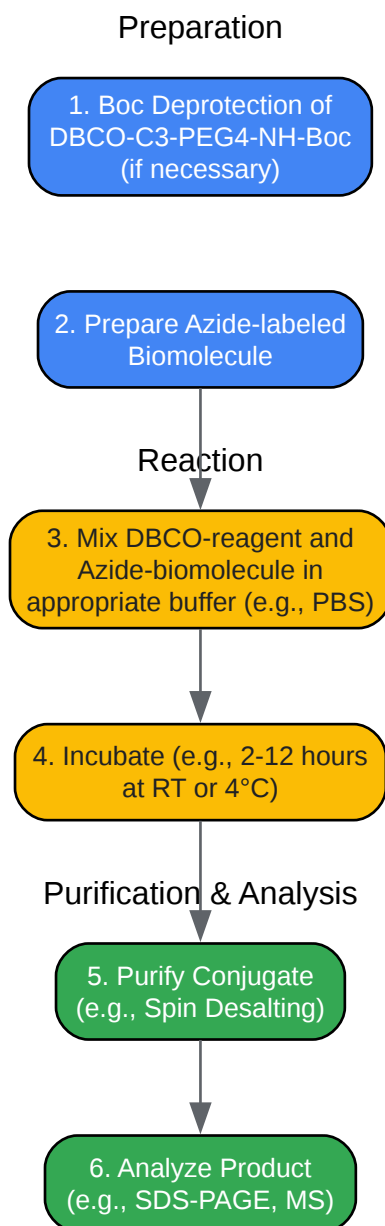 Preparation
1. Boc Deprotection of
DBCO-C3-PEG4-NH-Boc
(if necessary)
2. Prepare Azide-labeled
Biomolecule
Reaction
3. Mix DBCO-reagent and
Azide-biomolecule in
appropriate buffer (e.g., PBS)
4. Incubate (e.g., 2-12 hours
at RT or 4°C)
Purification & Analysis
5. Purify Conjugate
(e.g., Spin Desalting)
6. Analyze Product
(e.g., SDS-PAGE, MS)